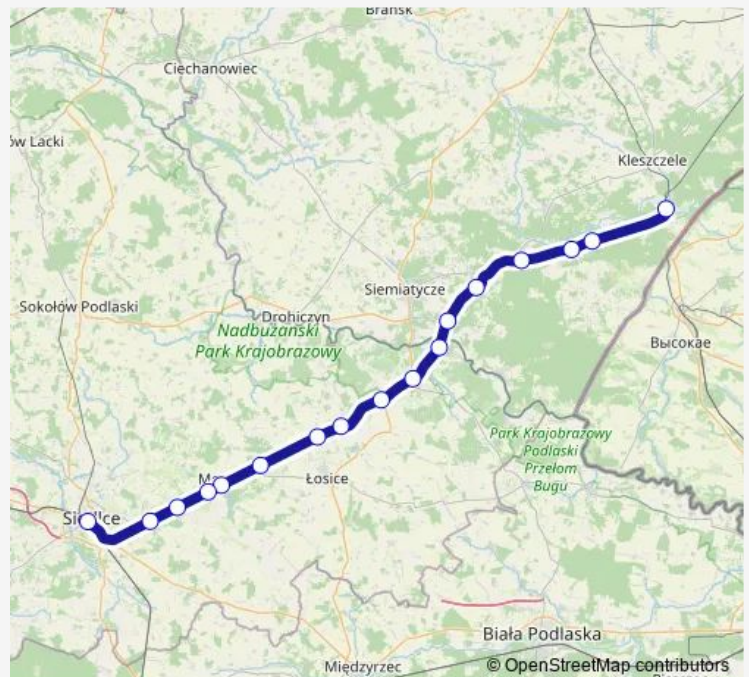 Brańsk
Ciechanowiec
ów Lacki
Kleszczele
Siemiatycze
Sokołów Podlaski
Drohiczyn
Nadbużański
Park Krajobrazowy
Высокае
Park Krajobrazowy
Podlaski
Przełom
Bugu
Łosice
Biała Podlaska
Międzyrzec
© OpenStreetMap contributors